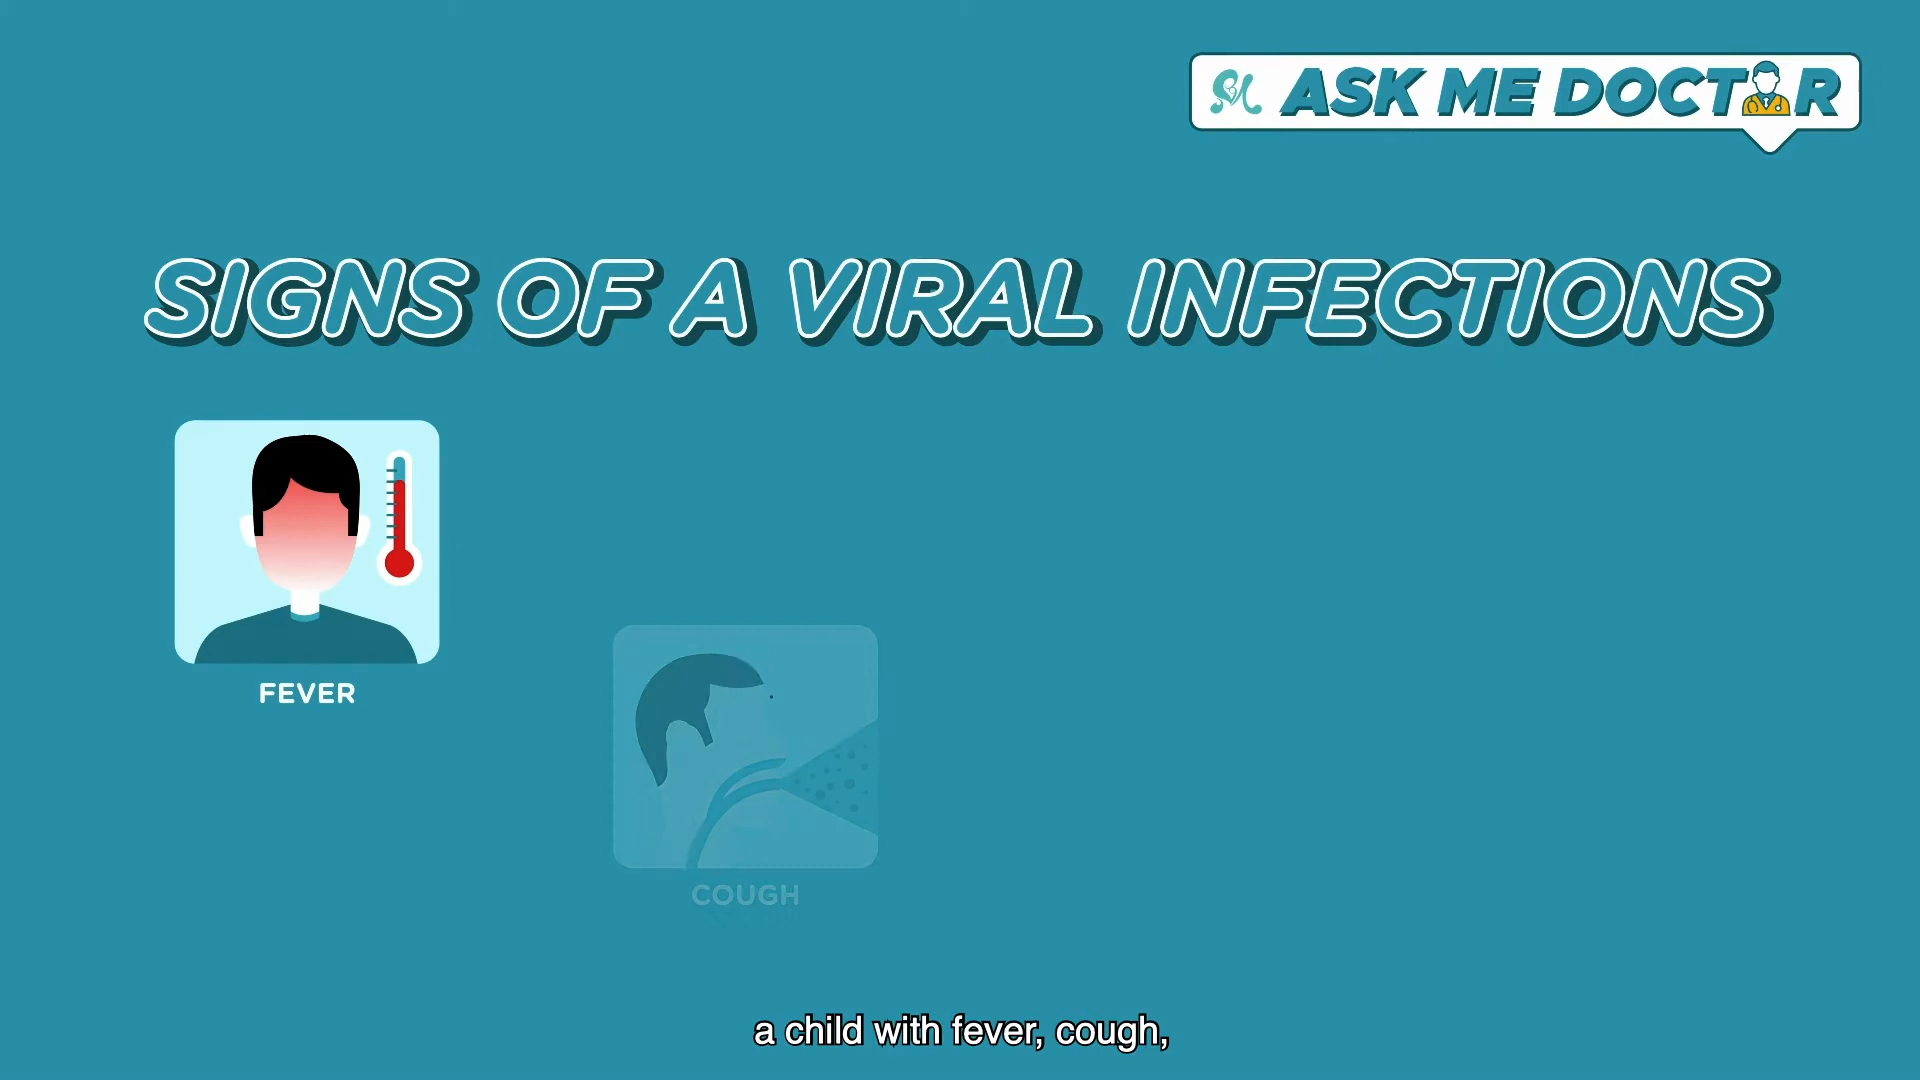 ASK ME DOCTOR
SIGNS OF A VIRAL INFECTIONS
FEVER
COUGH
a child with fever, cough,